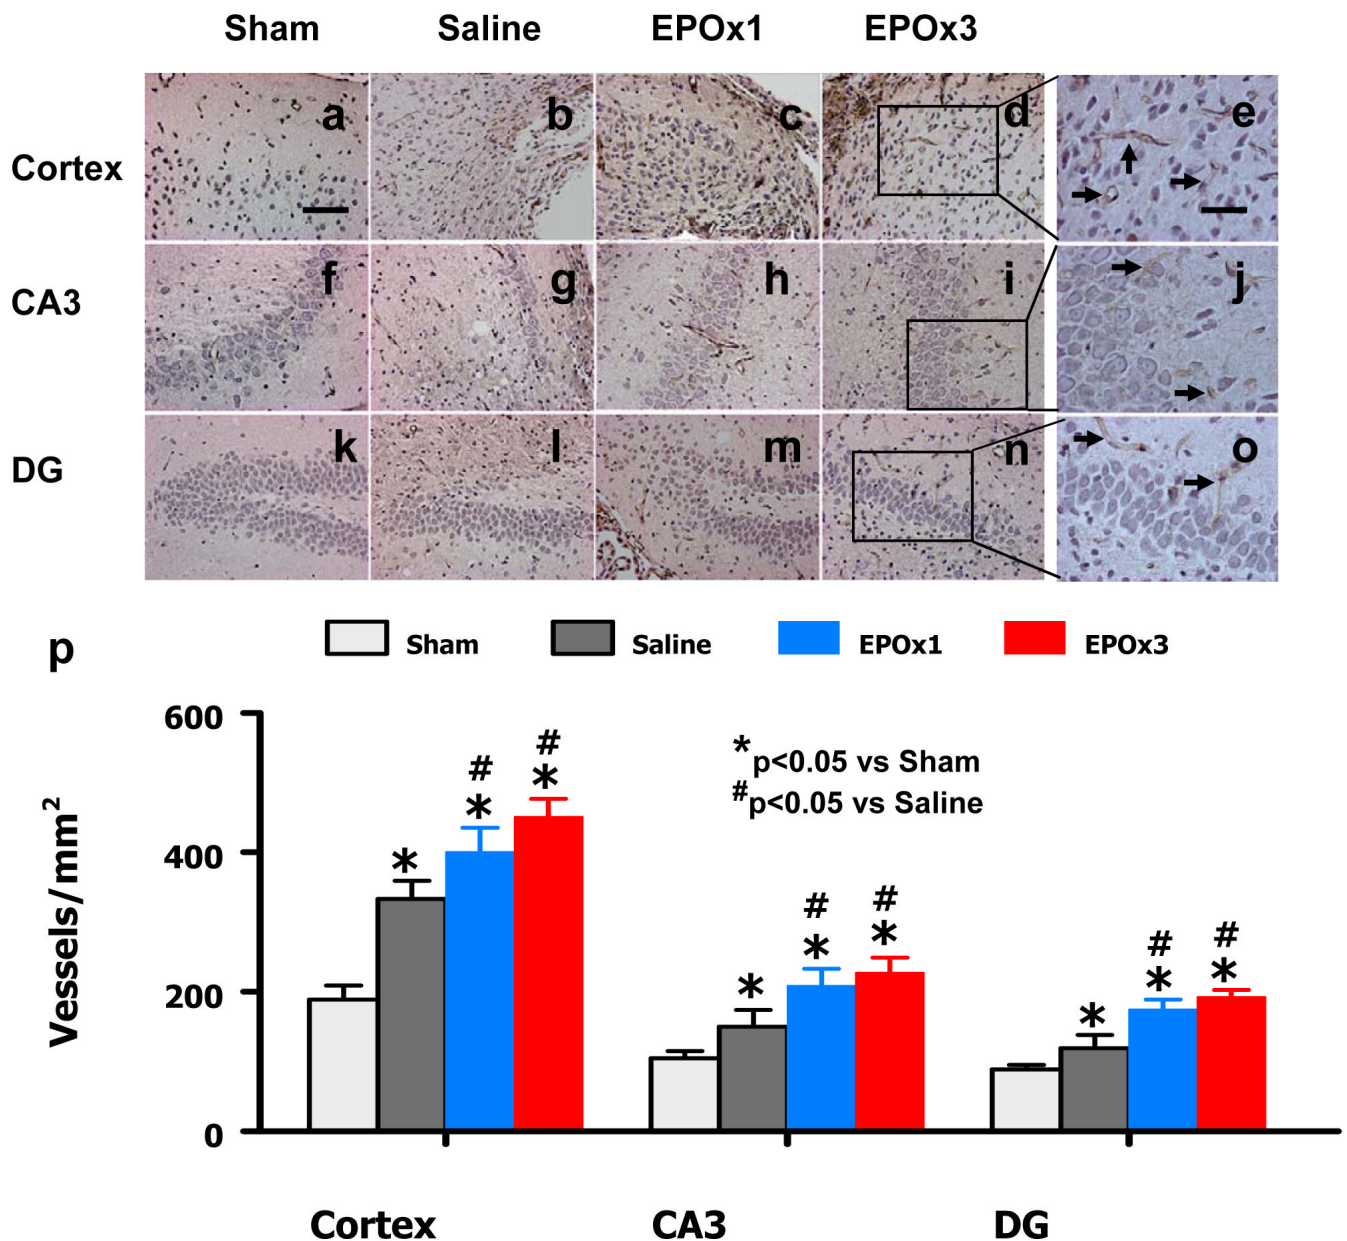 Sham Saline EPOx1 EPOx3
Cortex a b c d e
CA3 f g h i j
DG k l m n o
p
Sham Saline EPOx1 EPOx3
600
400
200
0
Vessels/mm²
*p<0.05 vs Sham
#p<0.05 vs Saline
# #
* * *
# #
* * *
# #
* * *
Cortex CA3 DG